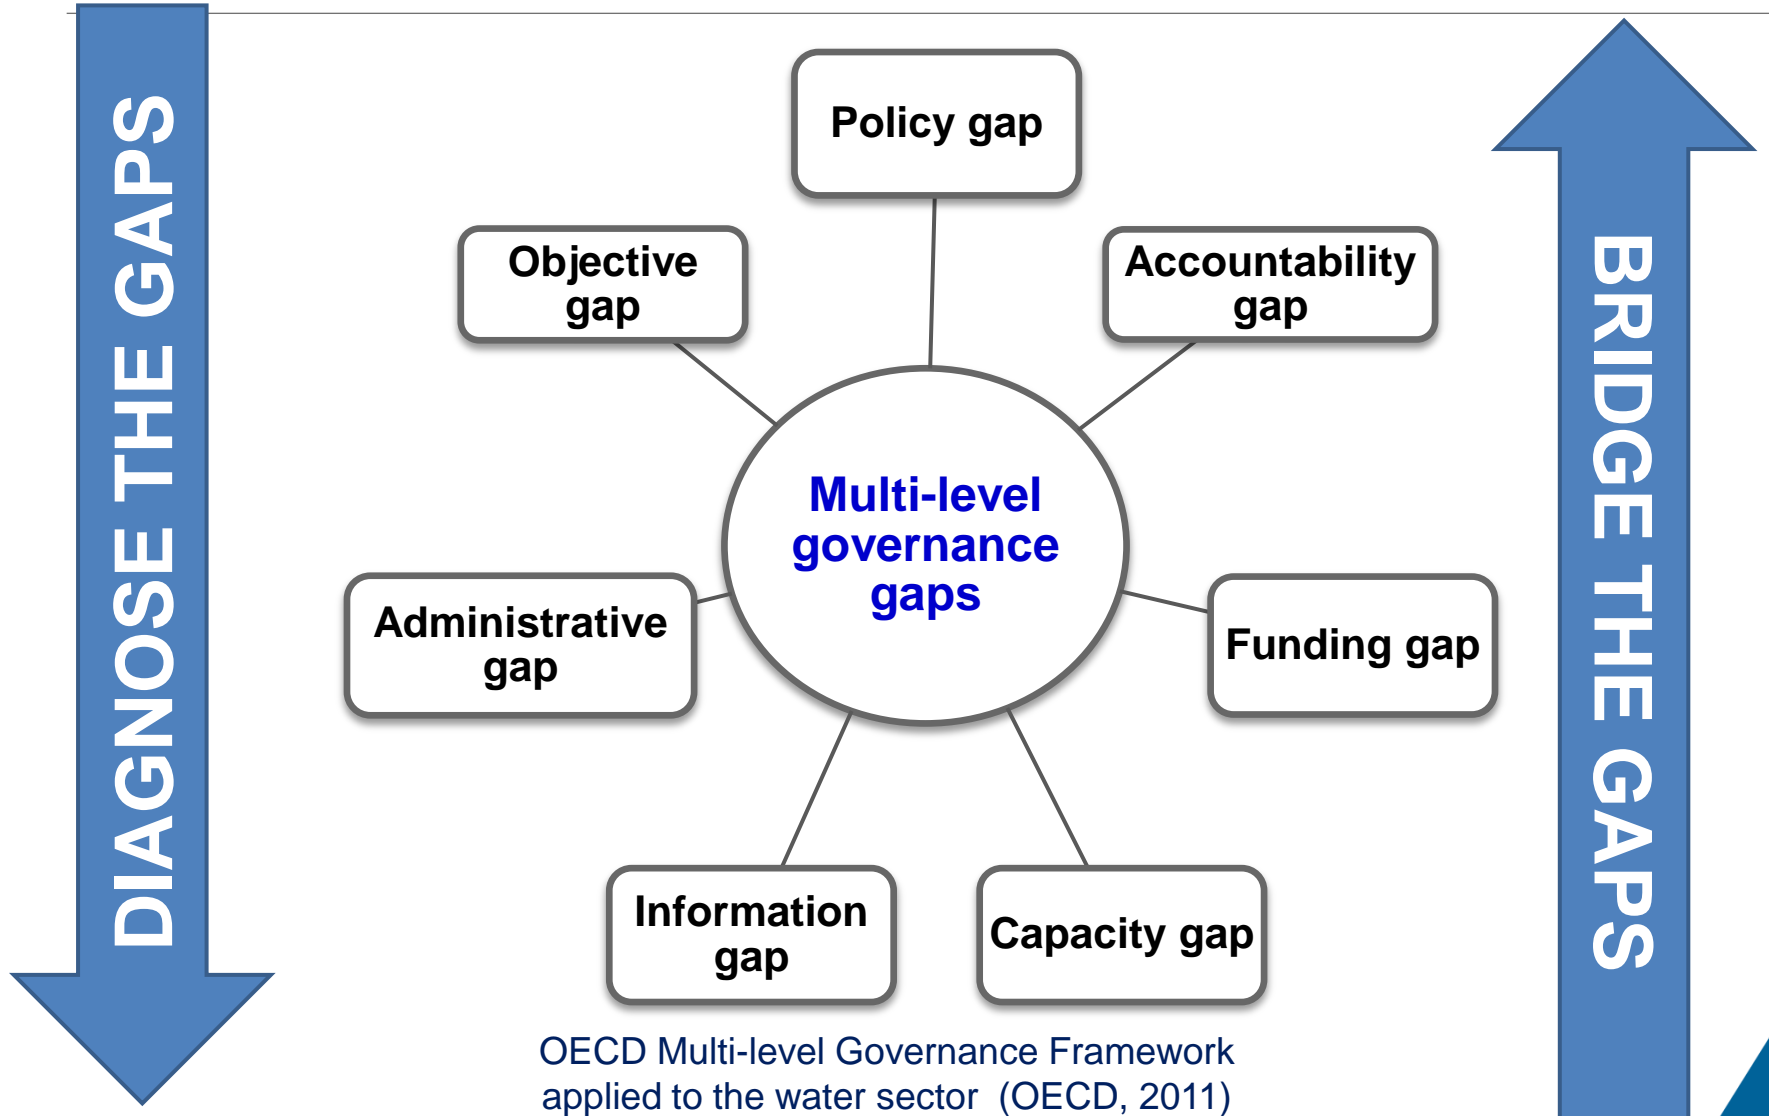 DIAGNOSE THE GAPS
Policy gap
Objective
gap
Accountability
gap
Multi-level
governance
gaps
Administrative
gap
Funding gap
Information
gap
Capacity gap
BRIDGE THE GAPS
OECD Multi-level Governance Framework
applied to the water sector (OECD, 2011)